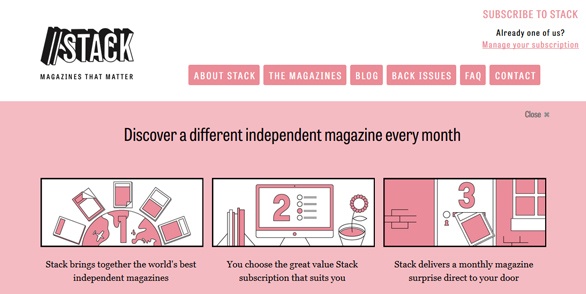 SUBSCRIBE TO STACK
Already one of us?
Manage your subscription
STACK
MAGAZINES THAT MATTER
ABOUT STACK
THE MAGAZINES
BLOG
BACK ISSUES
FAQ
CONTACT
Close ×
Discover a different independent magazine every month
2
3
Stack brings together the world's best
independent magazines
You choose the great value Stack
subscription that suits you
Stack delivers a monthly magazine
surprise direct to your door